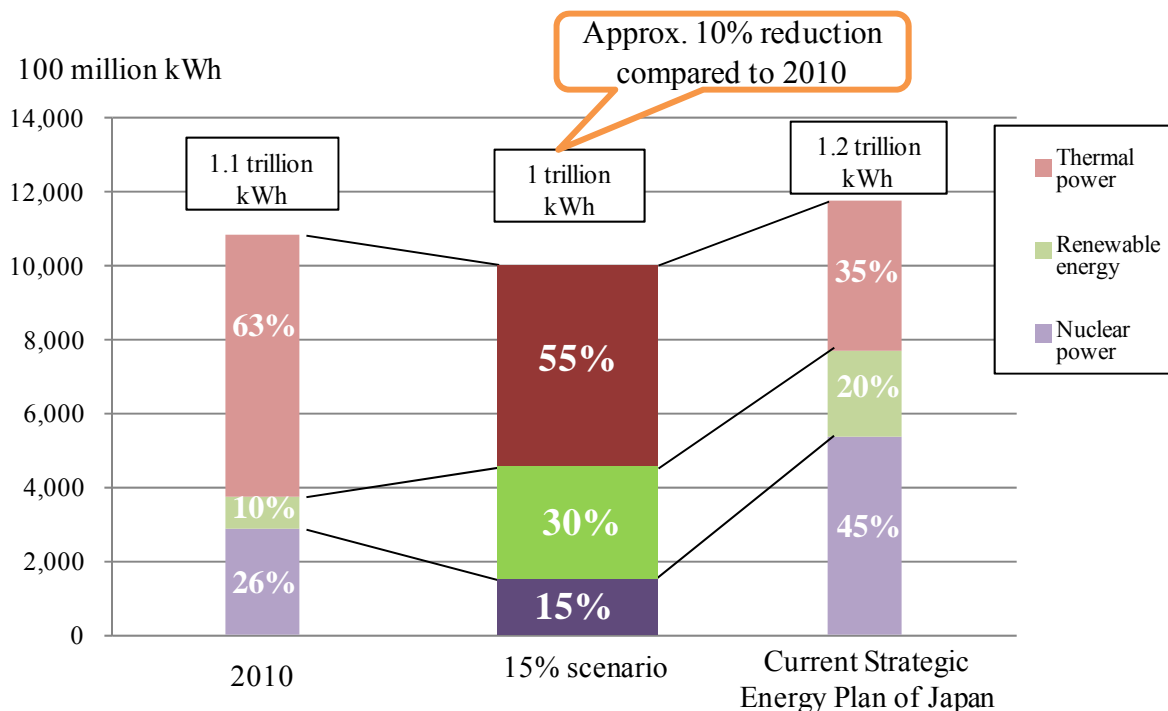 Approx. 10% reduction
compared to 2010
100 million kWh
14,000
12,000
10,000
8,000
6,000
4,000
2,000
0
1.1 trillion
kWh
1 trillion
kWh
1.2 trillion
kWh
63%
10%
26%
55%
30%
15%
35%
20%
45%
2010
15% scenario
Current Strategic
Energy Plan of Japan
Thermal
power
Renewable
energy
Nuclear
power